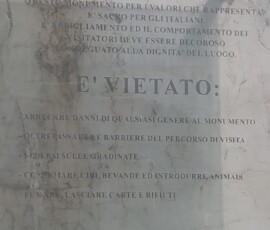 QUESTO MONUMENTO PER I VALORI CHE RAPPRESENTA
E' SACRO PER GLI ITALIANI.
L'ABBIGLIAMENTO ED IL COMPORTAMENTO DEI
VISITATORI DEVE ESSERE DECOROSO
ADEGUATO ALLA DIGNITA' DEL LUOGO.
E' VIETATO:
ARRECARE DANNI DI QUALSIASI GENERE AL MONUMENTO
OLTREPASSARE LE BARRIERE DEL PERCORSO DI VISITA
SEDERSI SULLE GRADINATE
CONSUMARE CIBI, BEVANDE ED INTRODURRE ANIMALI
FUMARE, LASCIARE CARTE E RIFIUTI